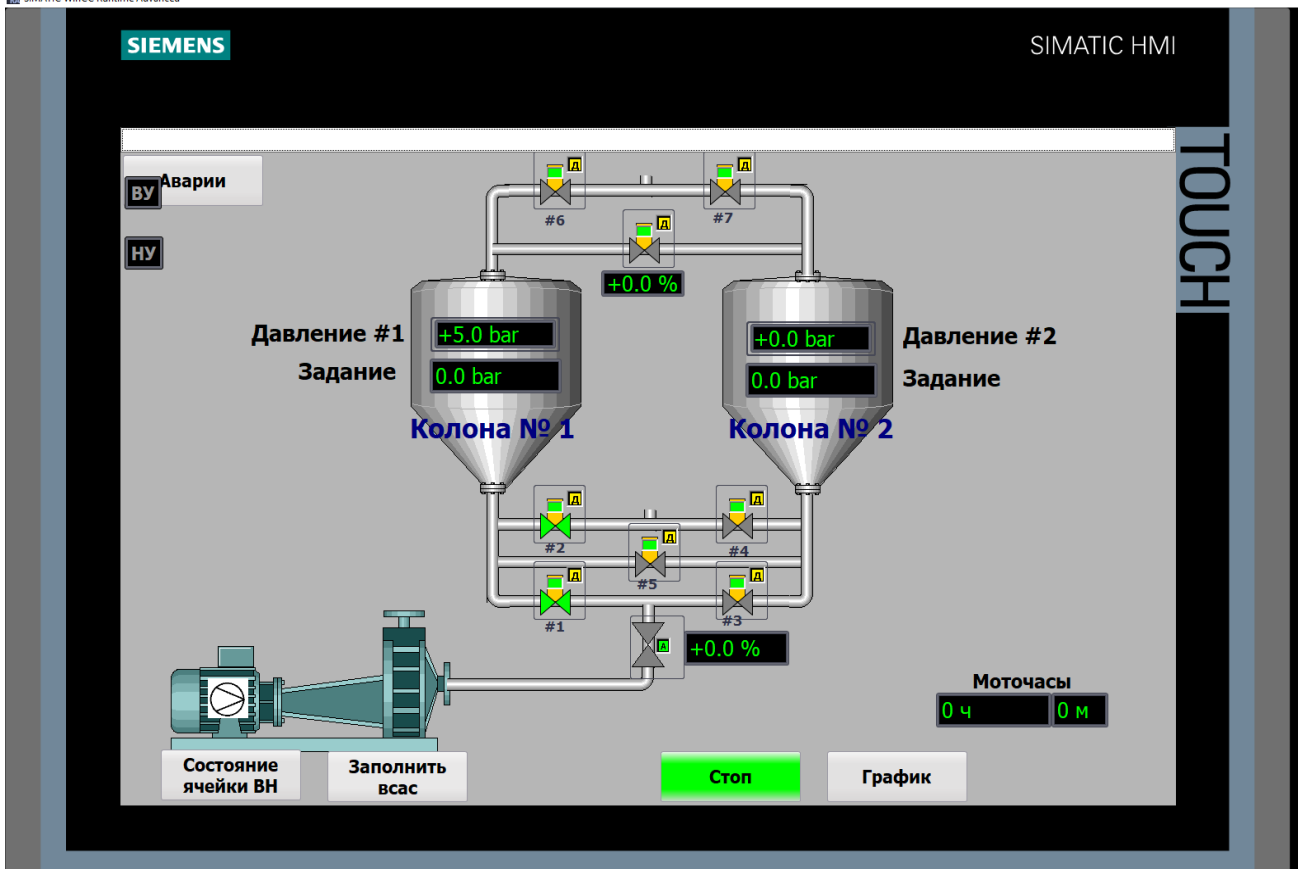 SIEMENS
SIMATIC HMI
TOUCH
Аварии
ВУ
НУ
Д
Д
#6
#7
Д
+0.0 %
Давление #1
+5.0 bar
Задание
0.0 bar
Колона № 1
+0.0 bar
Давление #2
0.0 bar
Задание
Колона № 2
Д
Д
#2
#4
Д
#5
Д
Д
#1
#3
A
+0.0 %
Моточасы
0 ч
0 м
Состояние
ячейки ВН
Заполнить
всас
Стоп
График